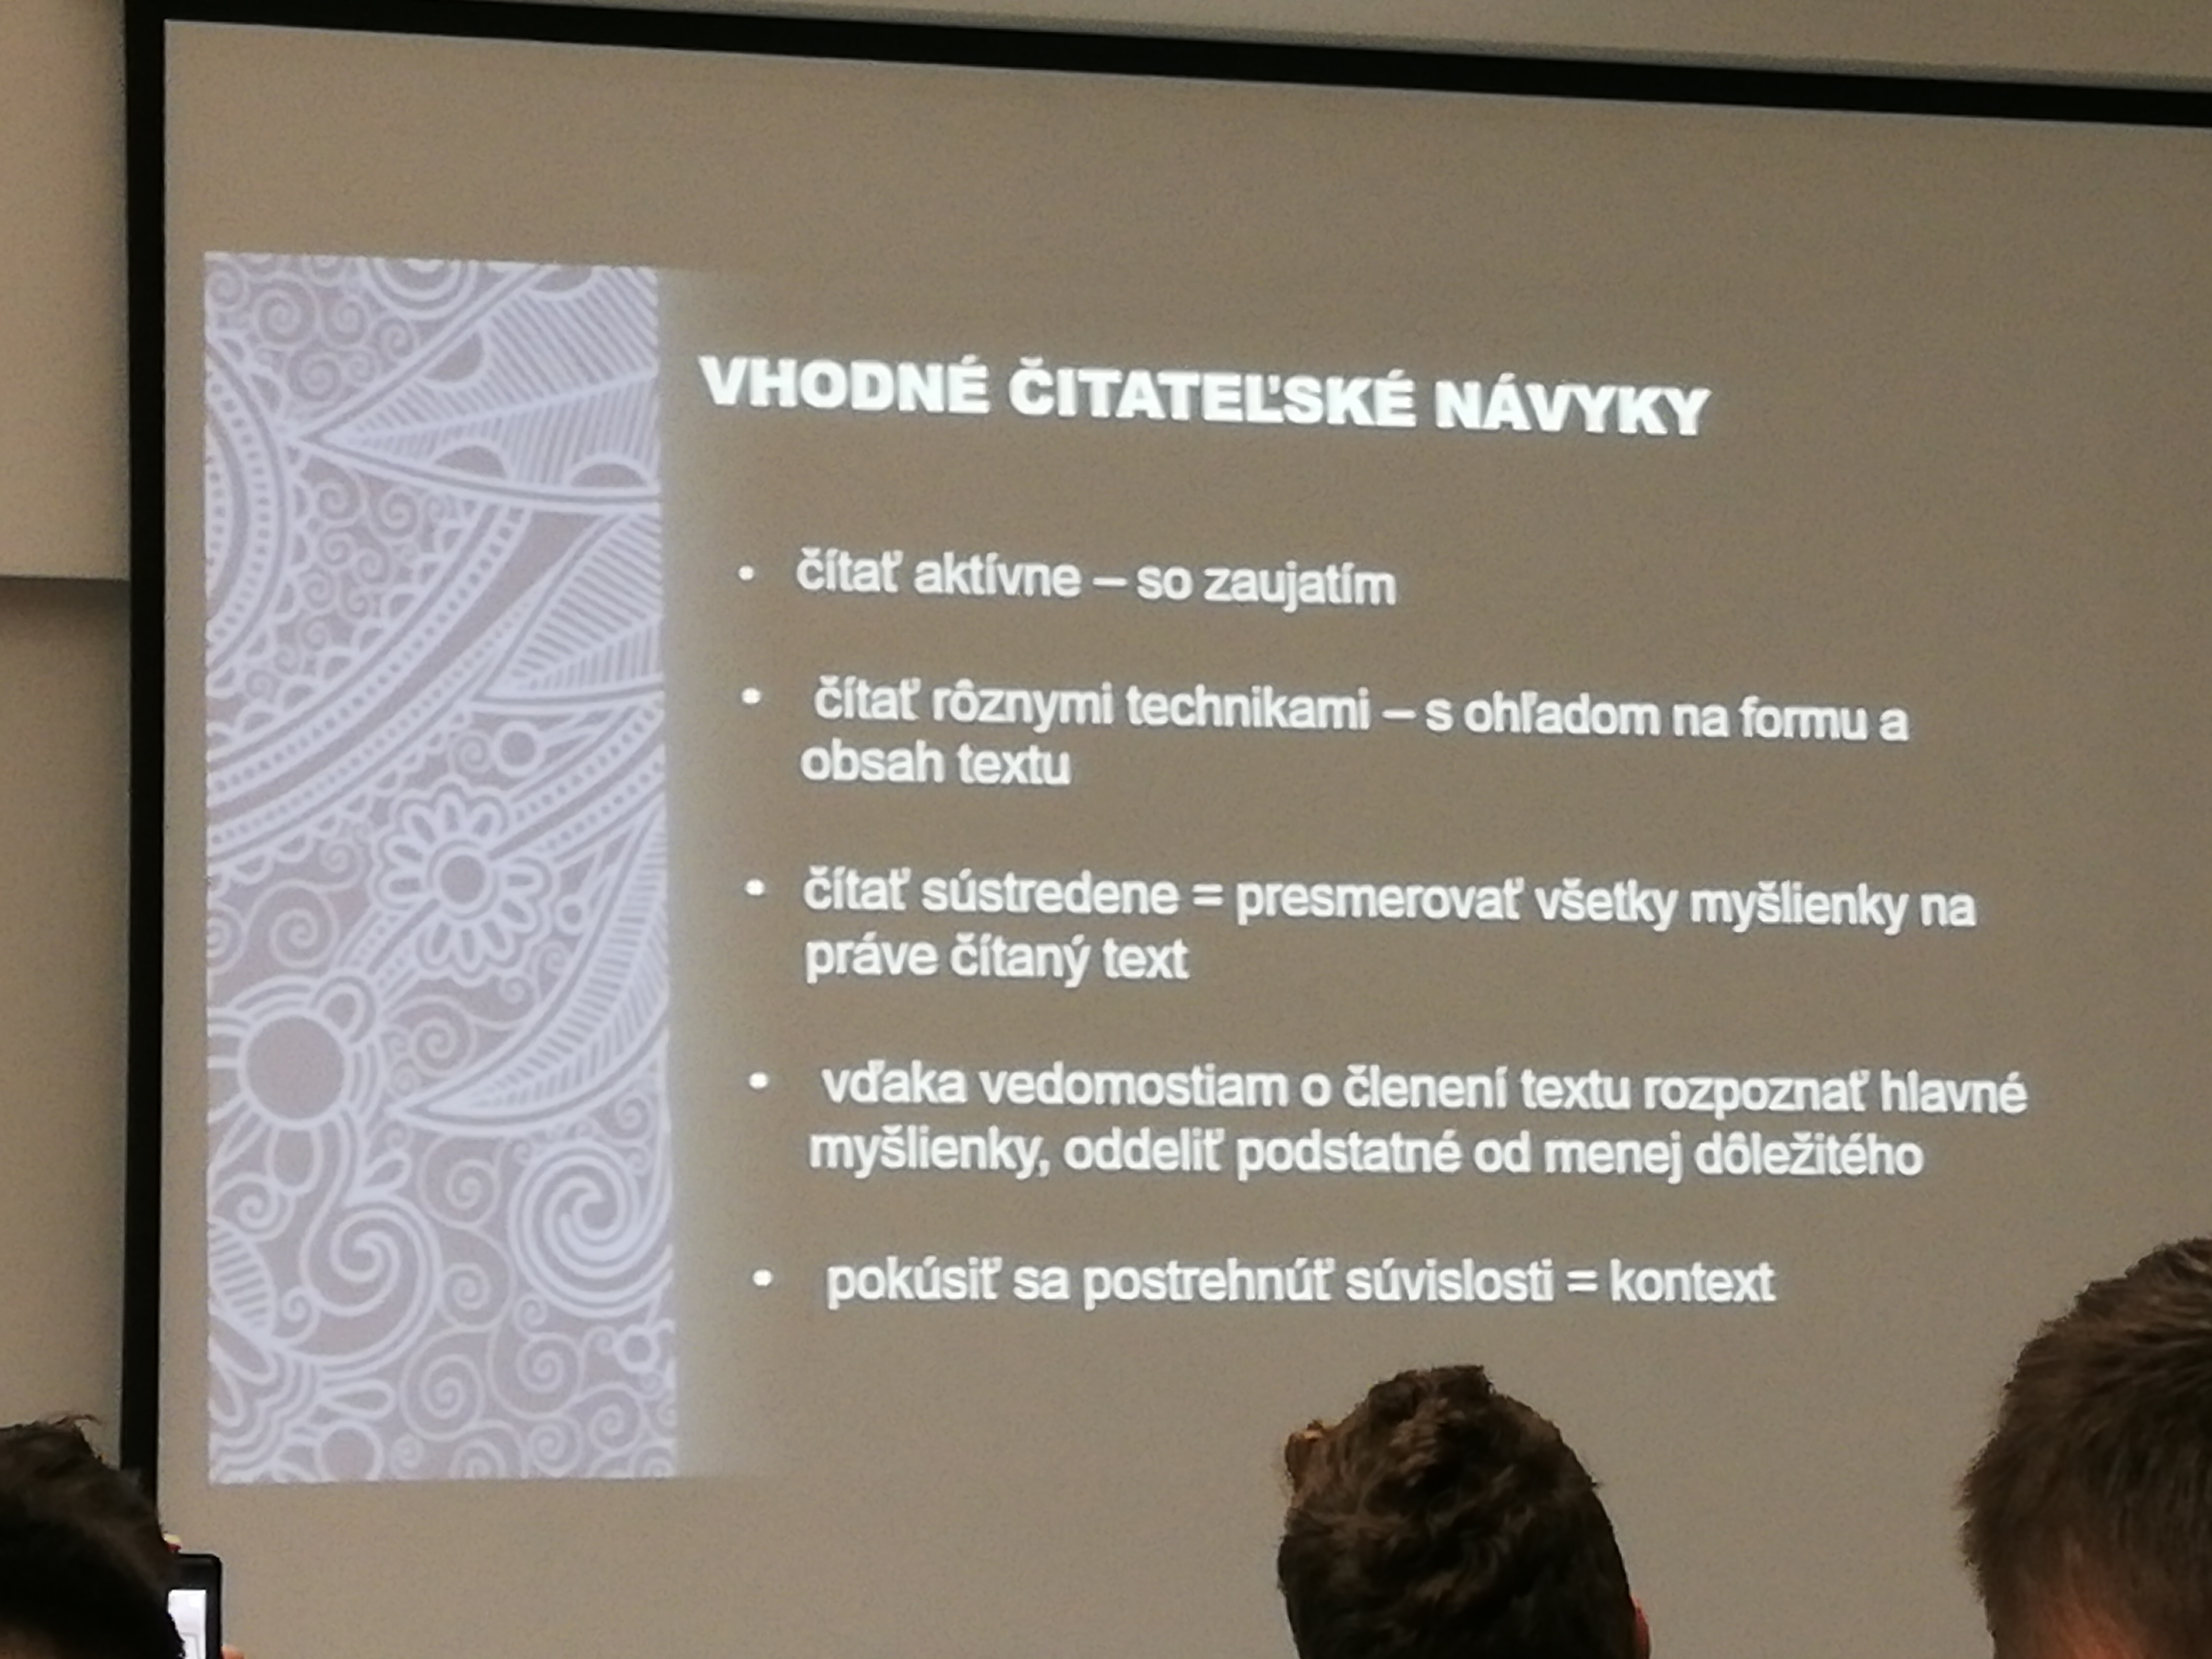 VHODNÉ ČITATEĽSKÉ NÁVYKY
• čítať aktívne – so zaujatím
• čítať rôznymi technikami – s ohľadom na formu a
obsah textu
• čítať sústredene = presmerovať všetky myšlienky na
práve čítaný text
• vďaka vedomostiam o členení textu rozpoznať hlavné
myšlienky, oddeliť podstatné od menej dôležitého
• pokúsiť sa postrehnúť súvislosti = kontext